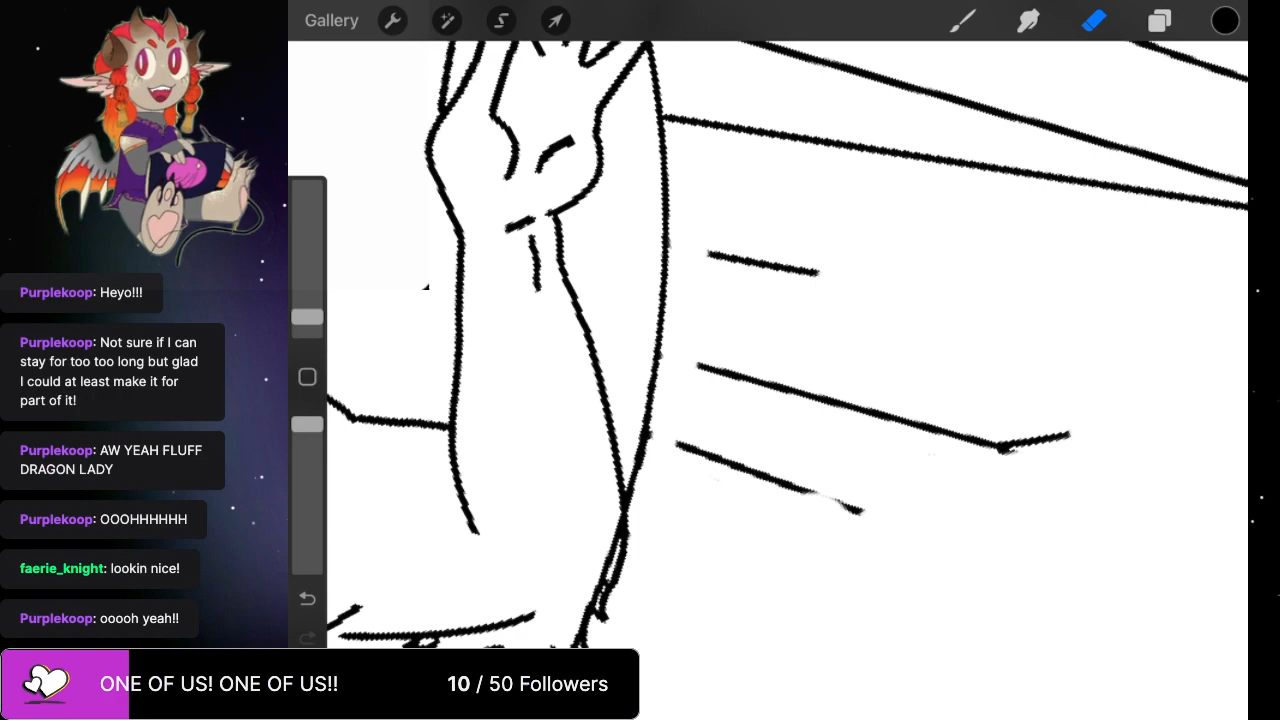 Gallery
Purplekoop: Heyo!!!
Purplekoop: Not sure if I can
stay for too too long but glad
I could at least make it for
part of it!
Purplekoop: AW YEAH FLUFF
DRAGON LADY
Purplekoop: OOOHHHHHH
faerie_knight: lookin nice!
Purplekoop: ooooh yeah!!
ONE OF US! ONE OF US!! 10 / 50 Followers